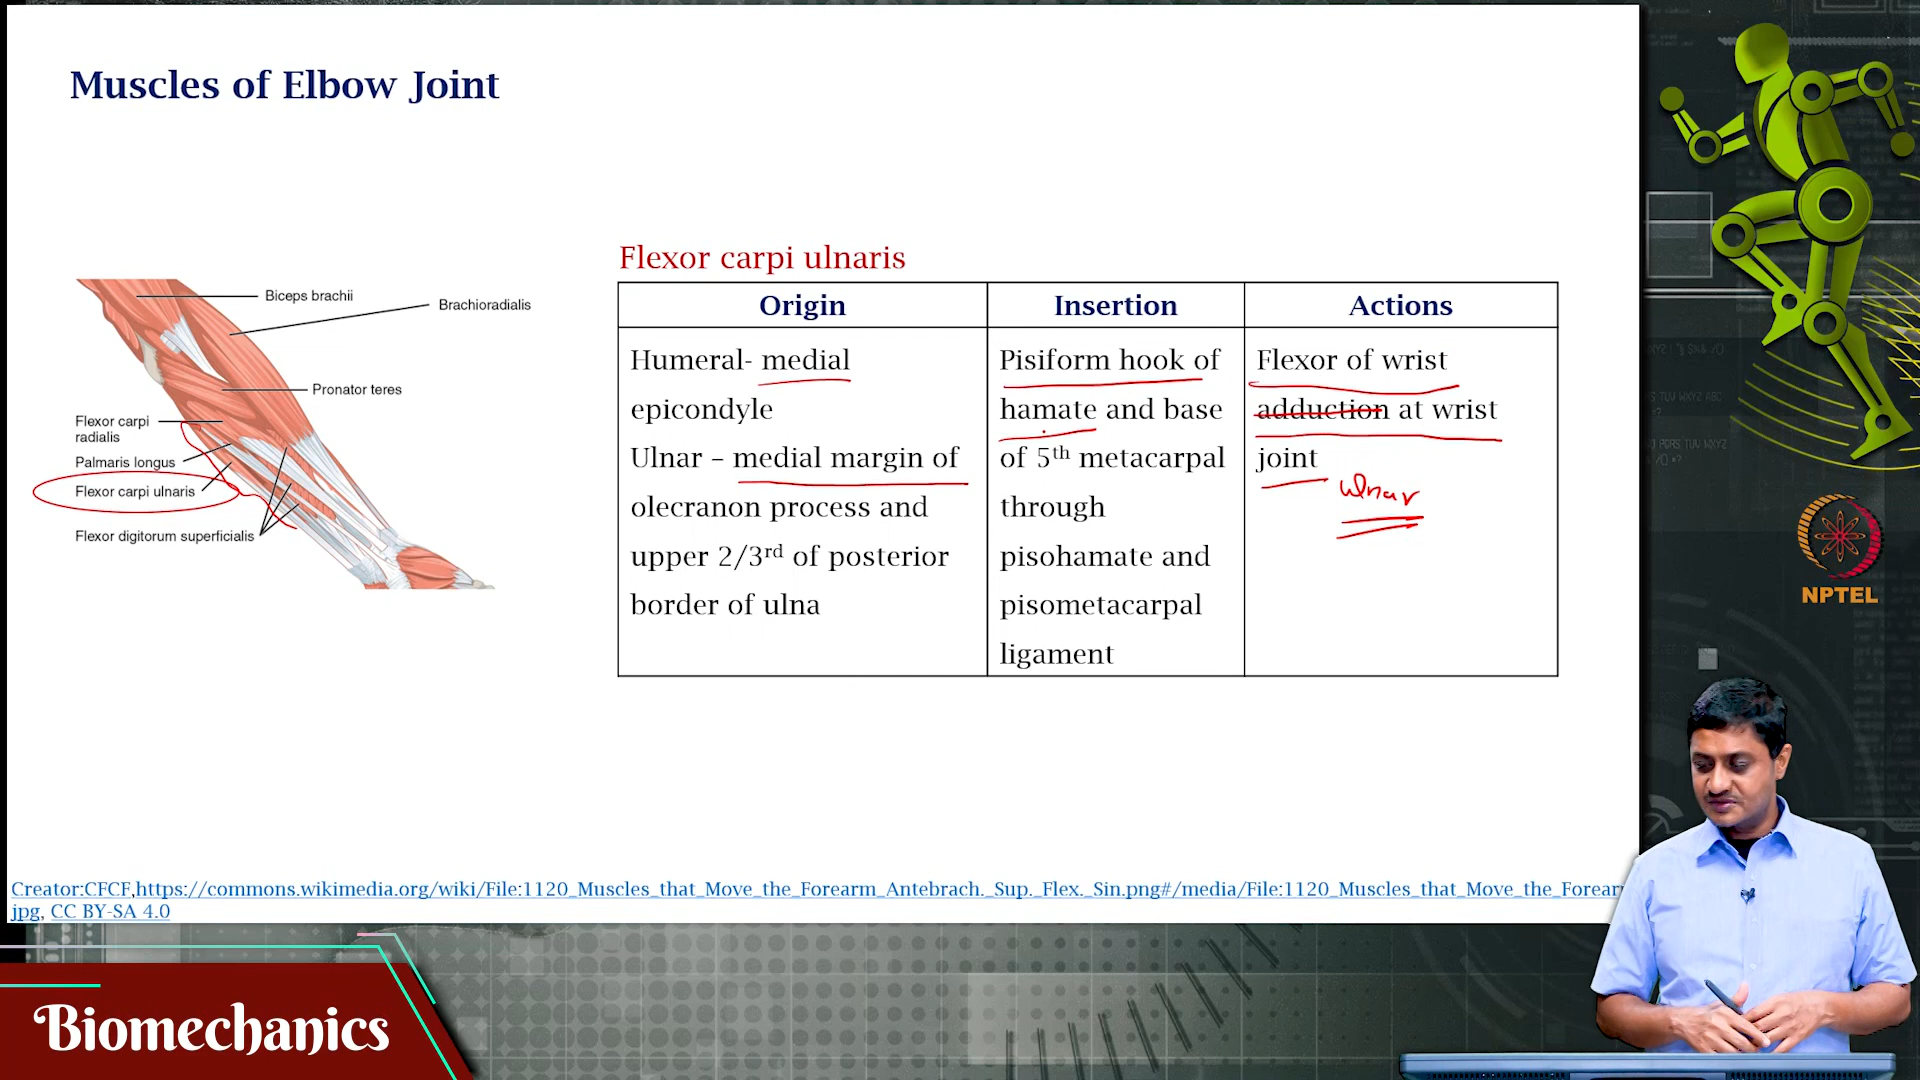 Muscles of Elbow Joint
Biceps brachii
Brachioradialis
Pronator teres
Flexor carpi
radialis
Palmaris longus
Flexor carpi ulnaris
Flexor digitorum superficialis
Flexor carpi ulnaris
Origin
Humeral- medial
epicondyle
Ulnar – medial margin of
olecranon process and
upper 2/3rd of posterior
border of ulna
Insertion
Pisiform hook of
hamate and base
of 5th metacarpal
through
pisohamate and
pisometacarpal
ligament
Actions
Flexor of wrist
adduction at wrist
joint
ulnar
NPTEL
Creator:CFCF,https://commons.wikimedia.org/wiki/File:1120_Muscles_that_Move_the_Forearm_Antebrach._Sup._Flex._Sin.png#/media/File:1120_Muscles_that_Move_the_Forear
jpg, CC BY-SA 4.0
Biomechanics